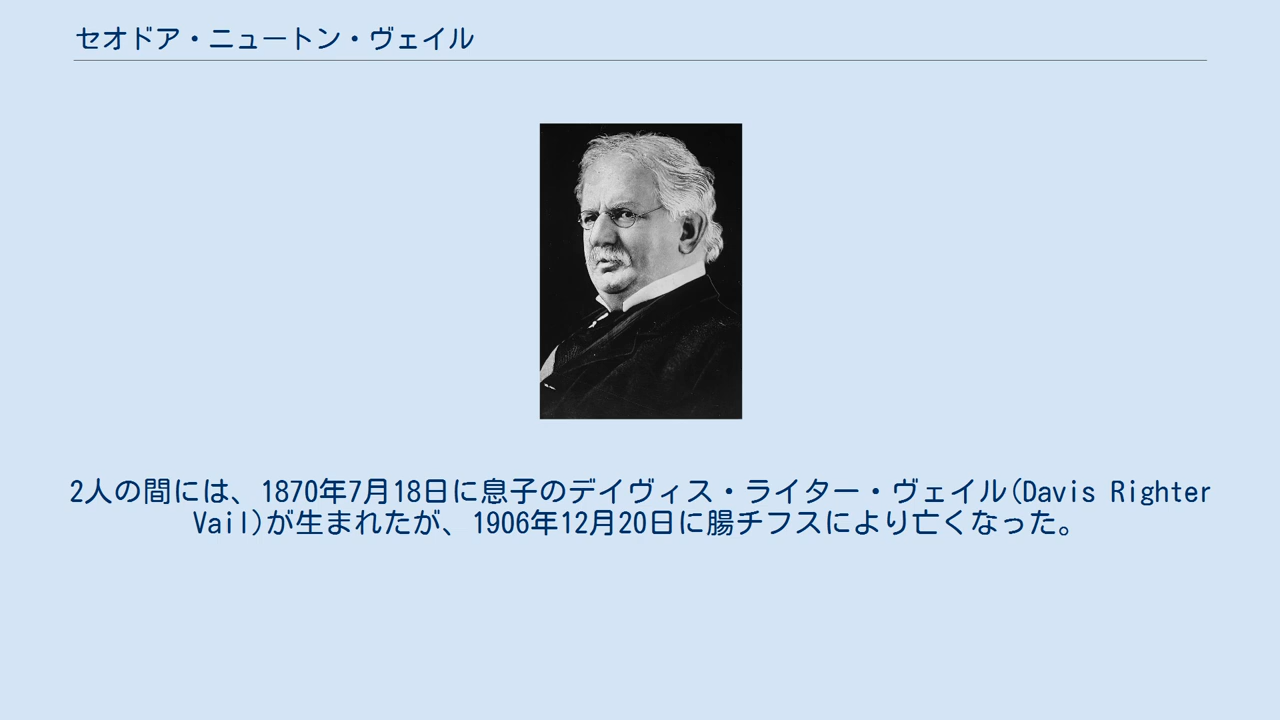 セオドア・ニュートン・ヴェイル
2人の間には、1870年7月18日に息子のデイヴィス・ライター・ヴェイル(Davis Righter
Vail)が生まれたが、1906年12月20日に腸チフスにより亡くなった。